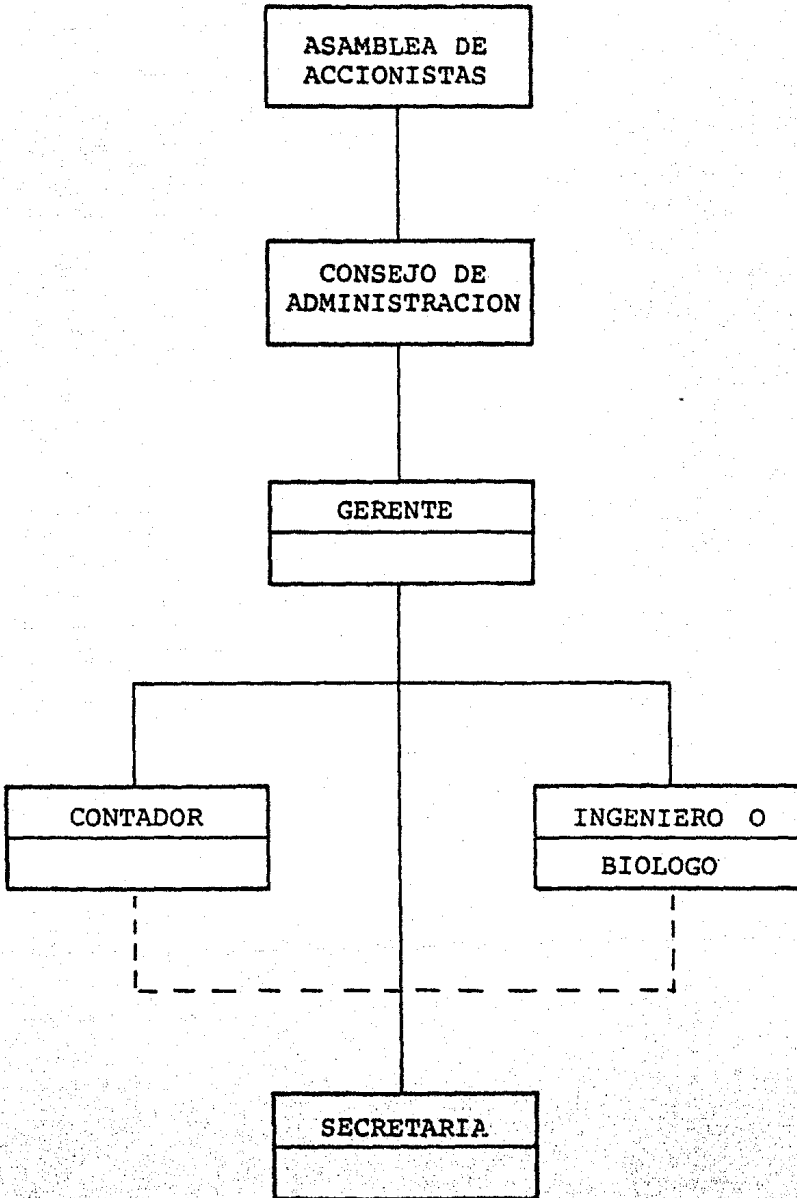 ASAMBLEA DE
ACCIONISTAS
CONSEJO DE
ADMINISTRACION
GERENTE
CONTADOR
INGENIERO O
BIOLOGO
SECRETARIA